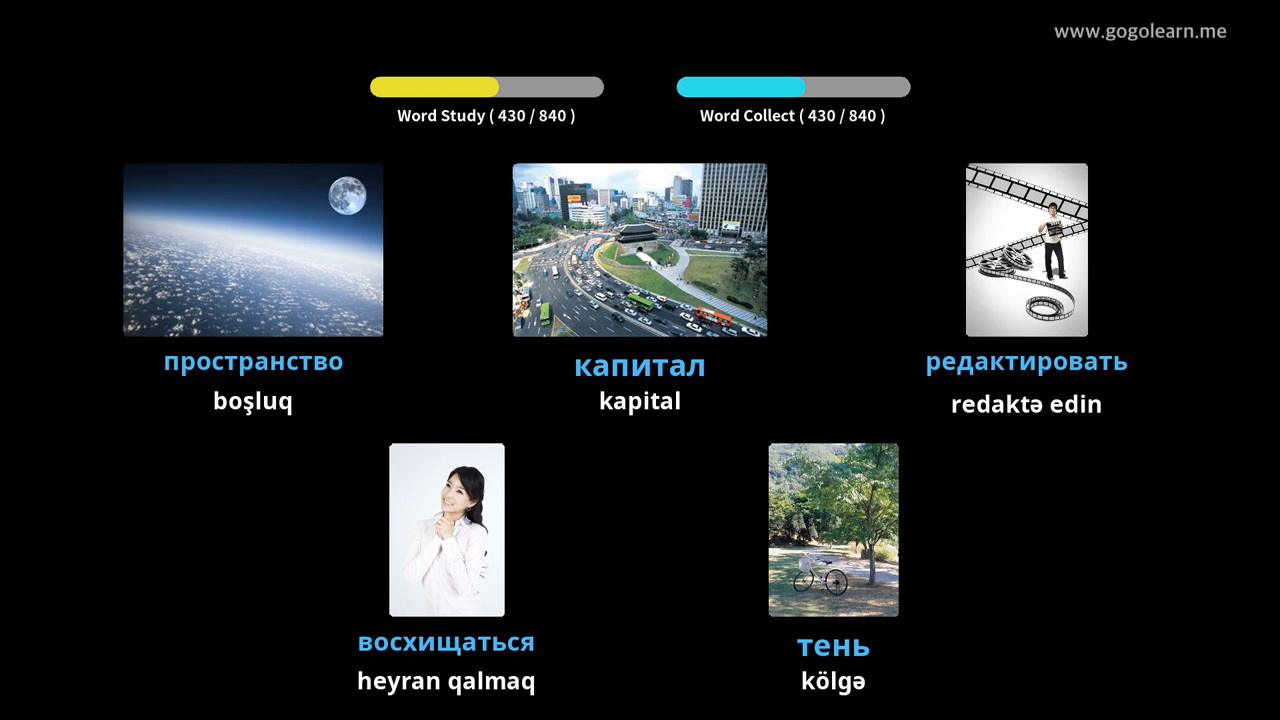 www.gogolearn.me
Word Study ( 430 / 840 )
Word Collect ( 430 / 840 )
пространство
boşluq
капитал
kapital
редактировать
redaktə edin
восхищаться
heyran qalmaq
тень
kölgə